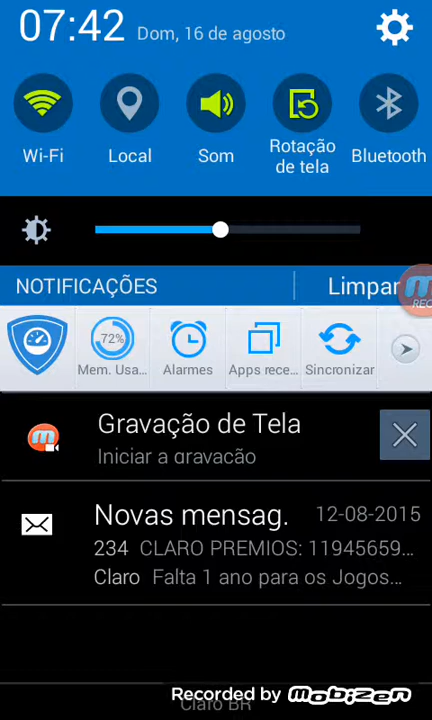 07:42 Dom, 16 de agosto
Wi-Fi Local Som Rotação de tela Bluetooth
NOTIFICAÇÕES Limpar
REC
72%
Mem. Usa... Alarmes Apps rece... Sincronizar
Gravação de Tela
Iniciar a gravação
Novas mensag. 12-08-2015
234 CLARO PREMIOS: 11945659...
Claro Falta 1 ano para os Jogos...
Recorded by Mobizen
Claro BR